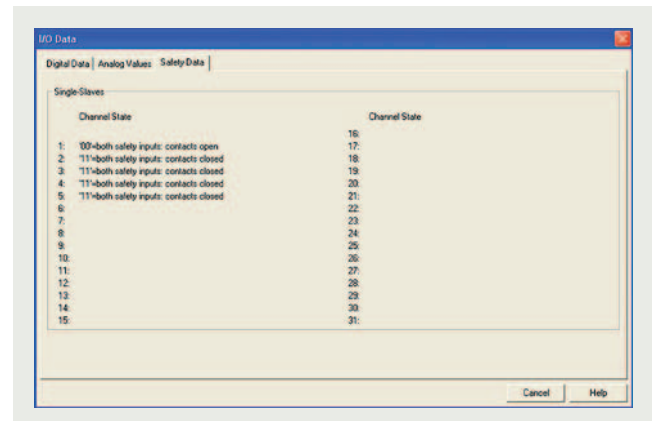 I/O Data
Digital Data Analog Values Safety Data
Single-Slaves
Channel State Channel State
16:
1: '00'=both safety inputs: contacts open 17:
2: '11'=both safety inputs: contacts closed 18:
3: '11'=both safety inputs: contacts closed 19:
4: '11'=both safety inputs: contacts closed 20:
5: '11'=both safety inputs: contacts closed 21:
6: 22:
7: 23:
8: 24:
9: 25:
10: 26:
11: 27:
12: 28:
13: 29:
14: 30:
15: 31:
Cancel Help